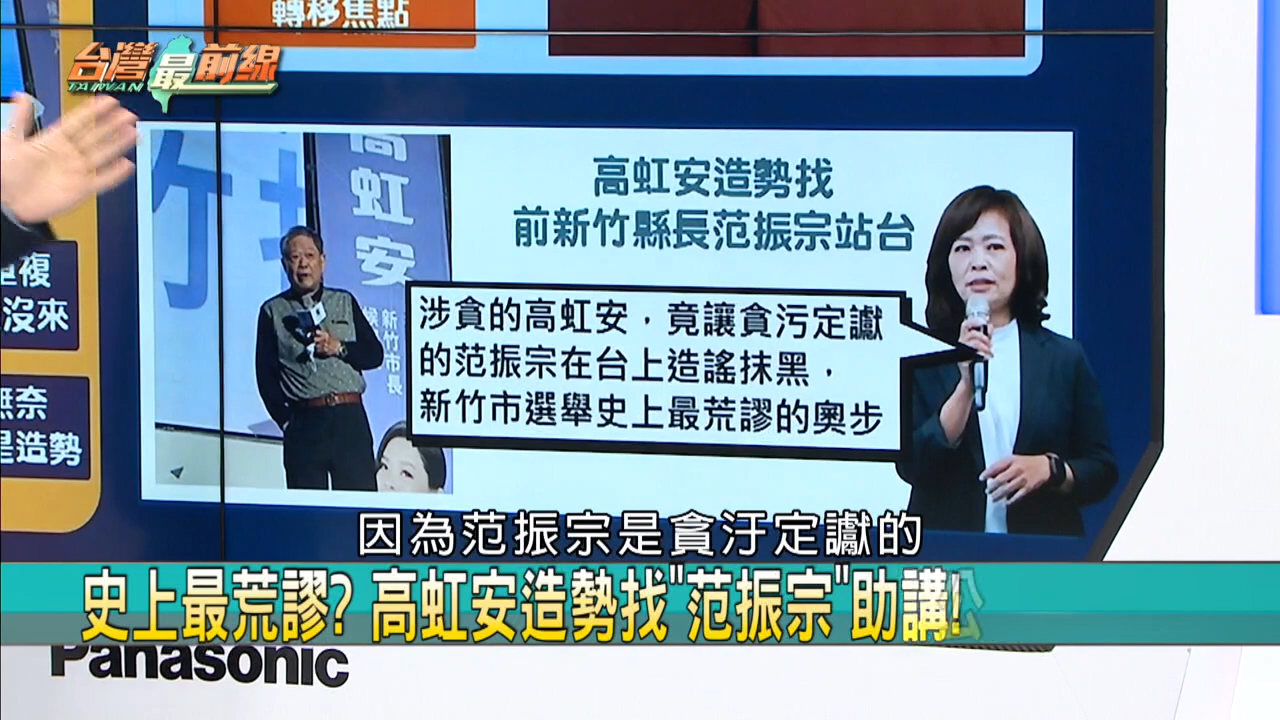 轉移焦點
台灣最前線
TAIWAN
高虹安造勢找
前新竹縣長范振宗站台
高虹安
新竹市長
候
涉貪的高虹安，竟讓貪污定讞
的范振宗在台上造謠抹黑，
新竹市選舉史上最荒謬的奧步
複
沒來
無奈
是造勢
因為范振宗是貪汙定讞的
史上最荒謬? 高虹安造勢找"范振宗"助講!
Panasonic